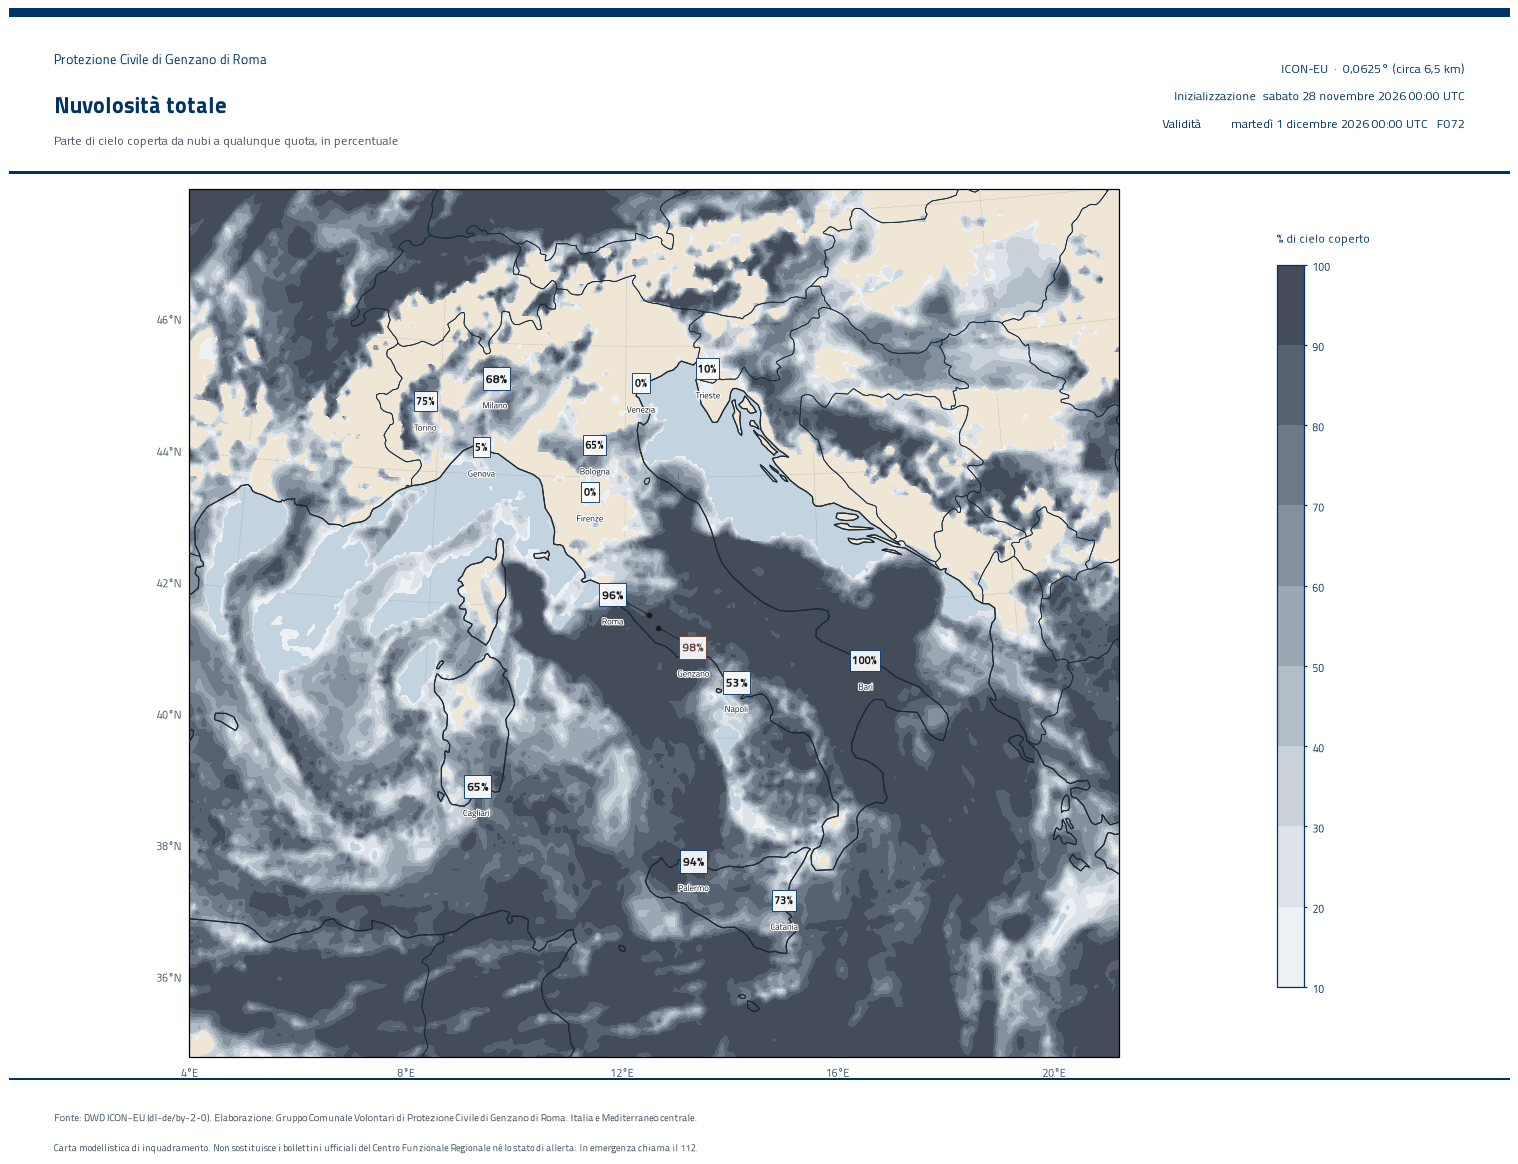 Protezione Civile di Genzano di Roma
Nuvolosità totale
Parte di cielo coperta da nubi a qualunque quota, in percentuale
ICON-EU · 0,0625° (circa 6,5 km)
Inizializzazione sabato 28 novembre 2026 00:00 UTC
Validità martedì 1 dicembre 2026 00:00 UTC F072
% di cielo coperto
100
90
80
70
60
50
40
30
20
10
46°N
44°N
42°N
40°N
38°N
36°N
4°E
8°E
12°E
16°E
20°E
10%
Trieste
0%
Venezia
68%
Milano
75%
Torino
5%
Genova
65%
Bologna
0%
Firenze
96%
Roma
98%
Genzano
100%
Bari
53%
Napoli
65%
Cagliari
94%
Palermo
73%
Catania
Fonte: DWD ICON-EU (dl-de/by-2-0). Elaborazione: Gruppo Comunale Volontari di Protezione Civile di Genzano di Roma. Italia e Mediterraneo centrale.
Carta modellistica di inquadramento. Non sostituisce i bollettini ufficiali del Centro Funzionale Regionale né lo stato di allerta. In emergenza chiama il 112.